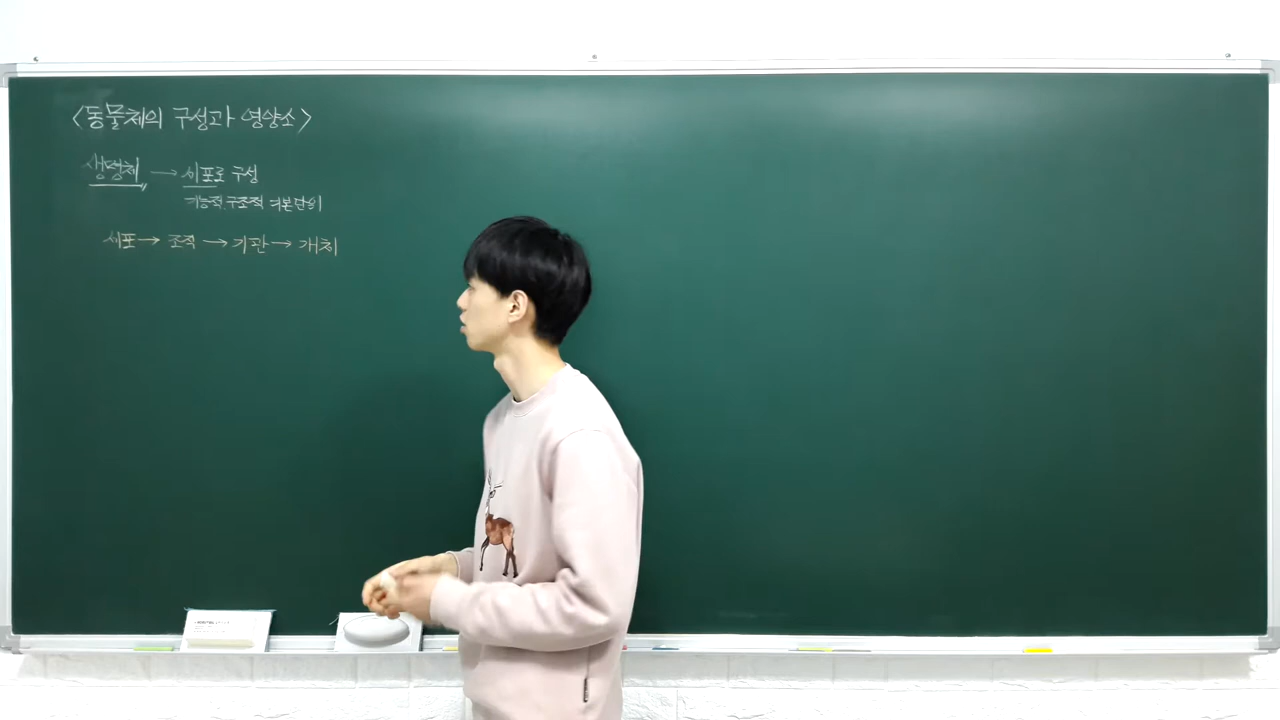 <동물체의 구성과 영양소>
생명체 → 세포로 구성
기능적, 구조적 기본단위
세포 → 조직 → 기관 → 개체